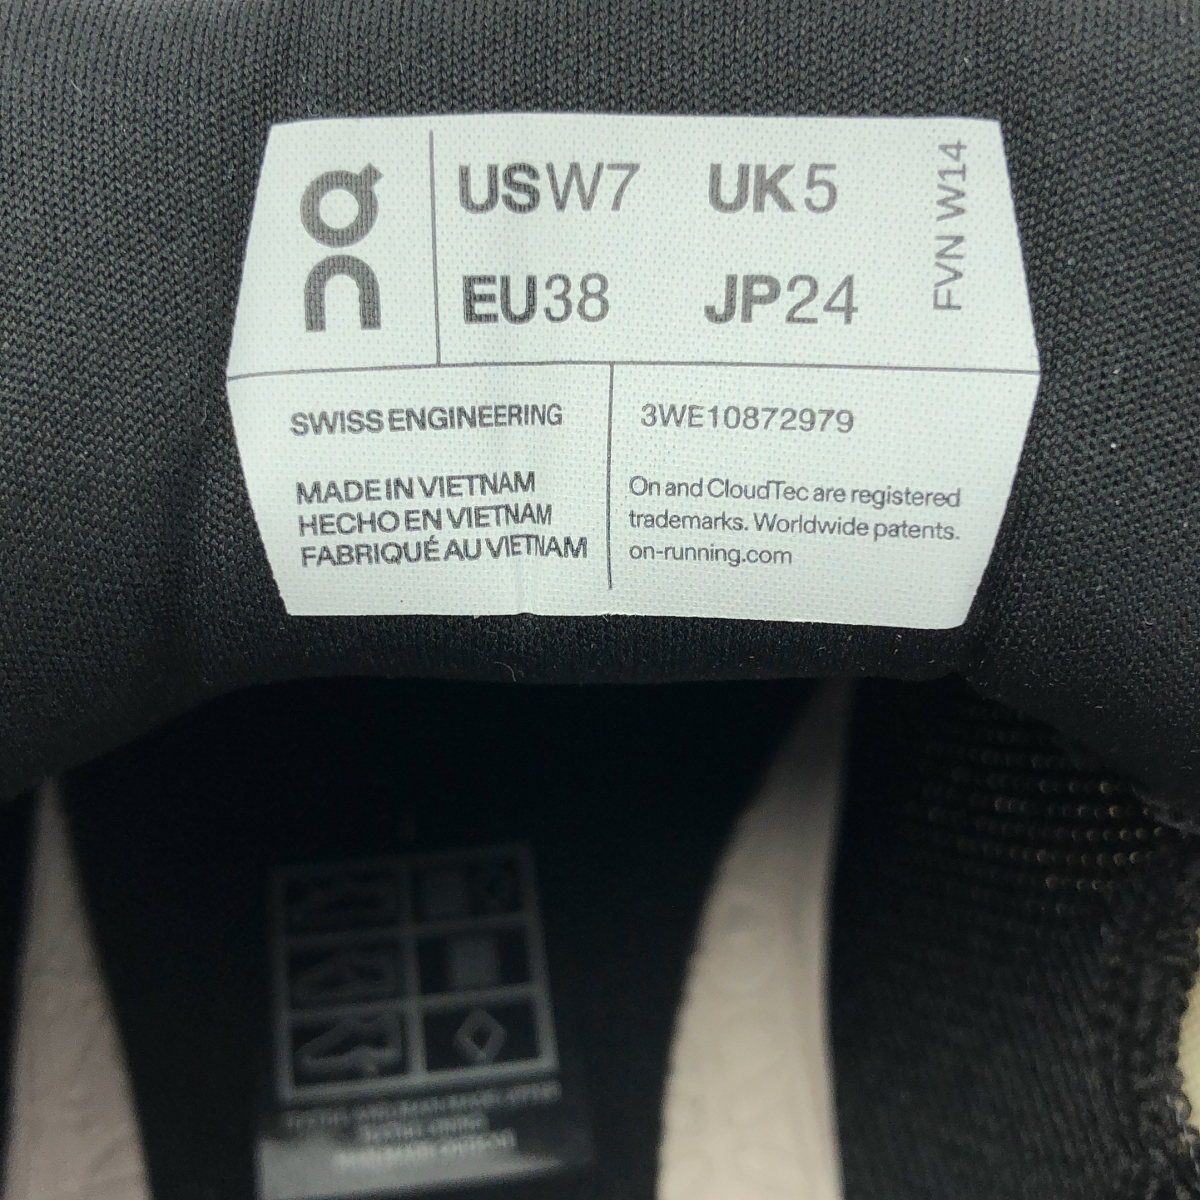 On
USW7 UK5
EU38 JP24
FVN W14
SWISS ENGINEERING
MADE IN VIETNAM
HECHO EN VIETNAM
FABRIQUÉ AU VIETNAM
3WE10872979
On and CloudTec are registered
trademarks. Worldwide patents.
on-running.com